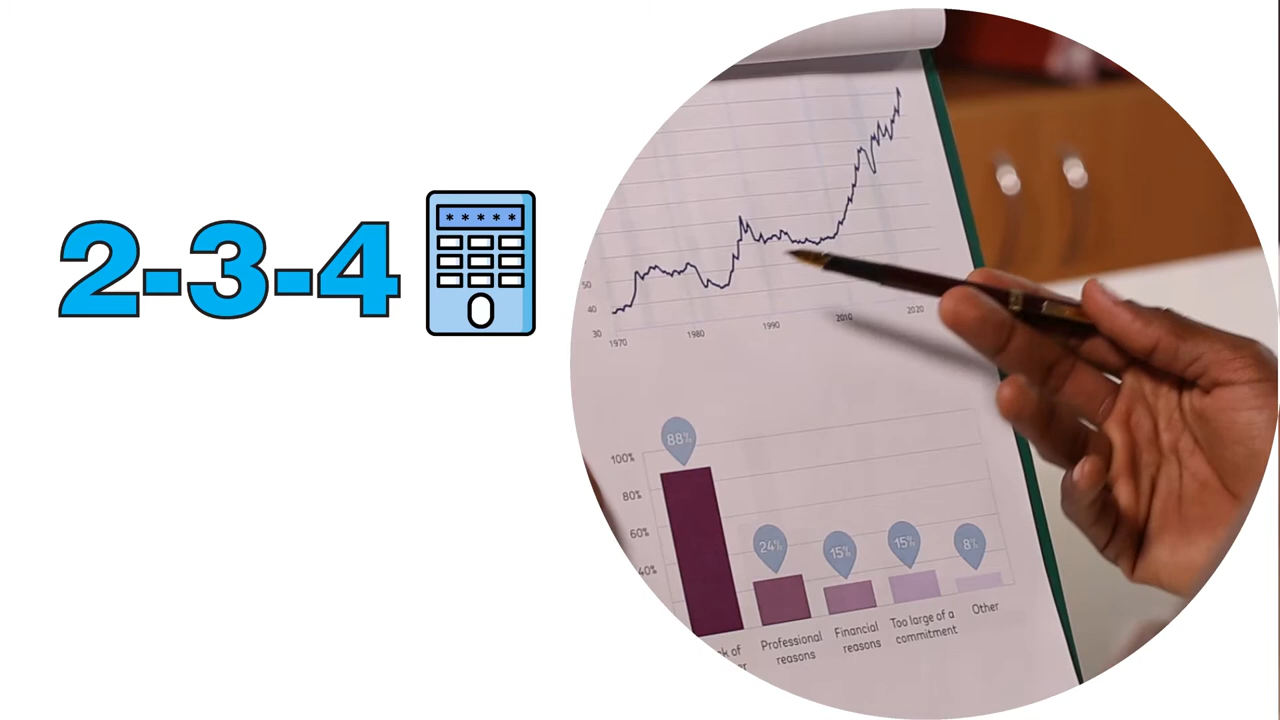 2-3-4
*****
50
40
30
1970
1980
1990
2010
2020
88%
100%
80%
60%
40%
24%
15%
15%
8%
Professional
reasons
Financial
reasons
Too large of a
commitment
Other
of